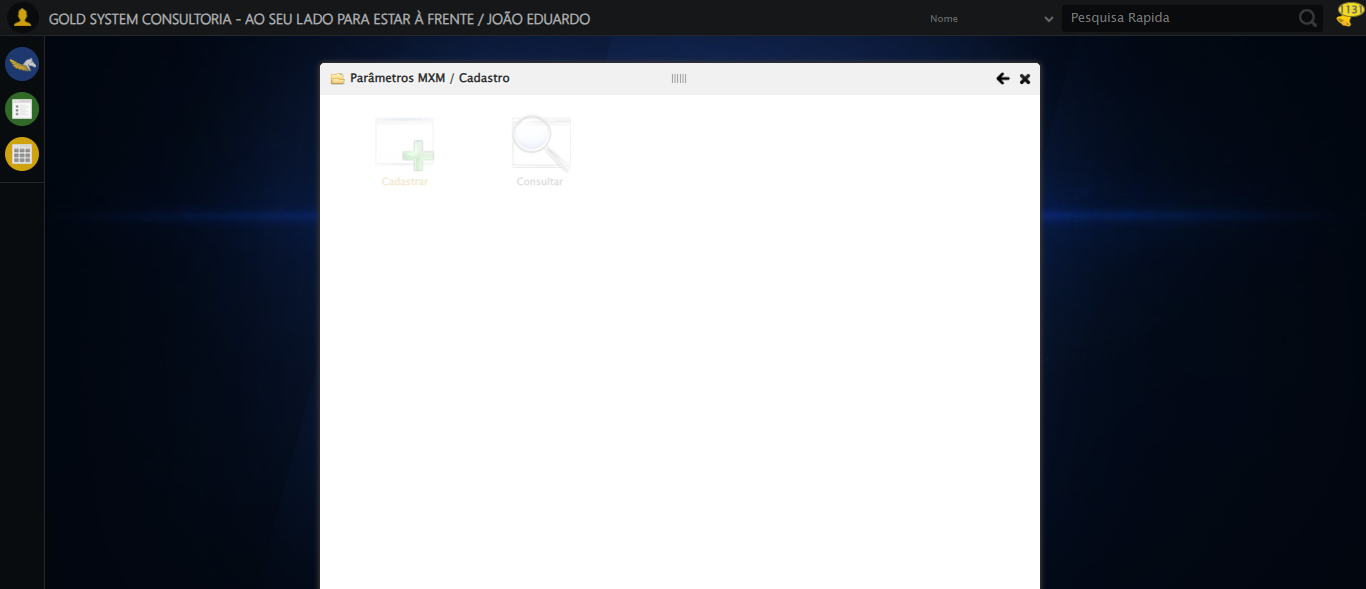 GOLD SYSTEM CONSULTORIA - AO SEU LADO PARA ESTAR À FRENTE / JOÃO EDUARDO
Nome
Pesquisa Rapida
113
Parâmetros MXM / Cadastro
Cadastrar
Consultar